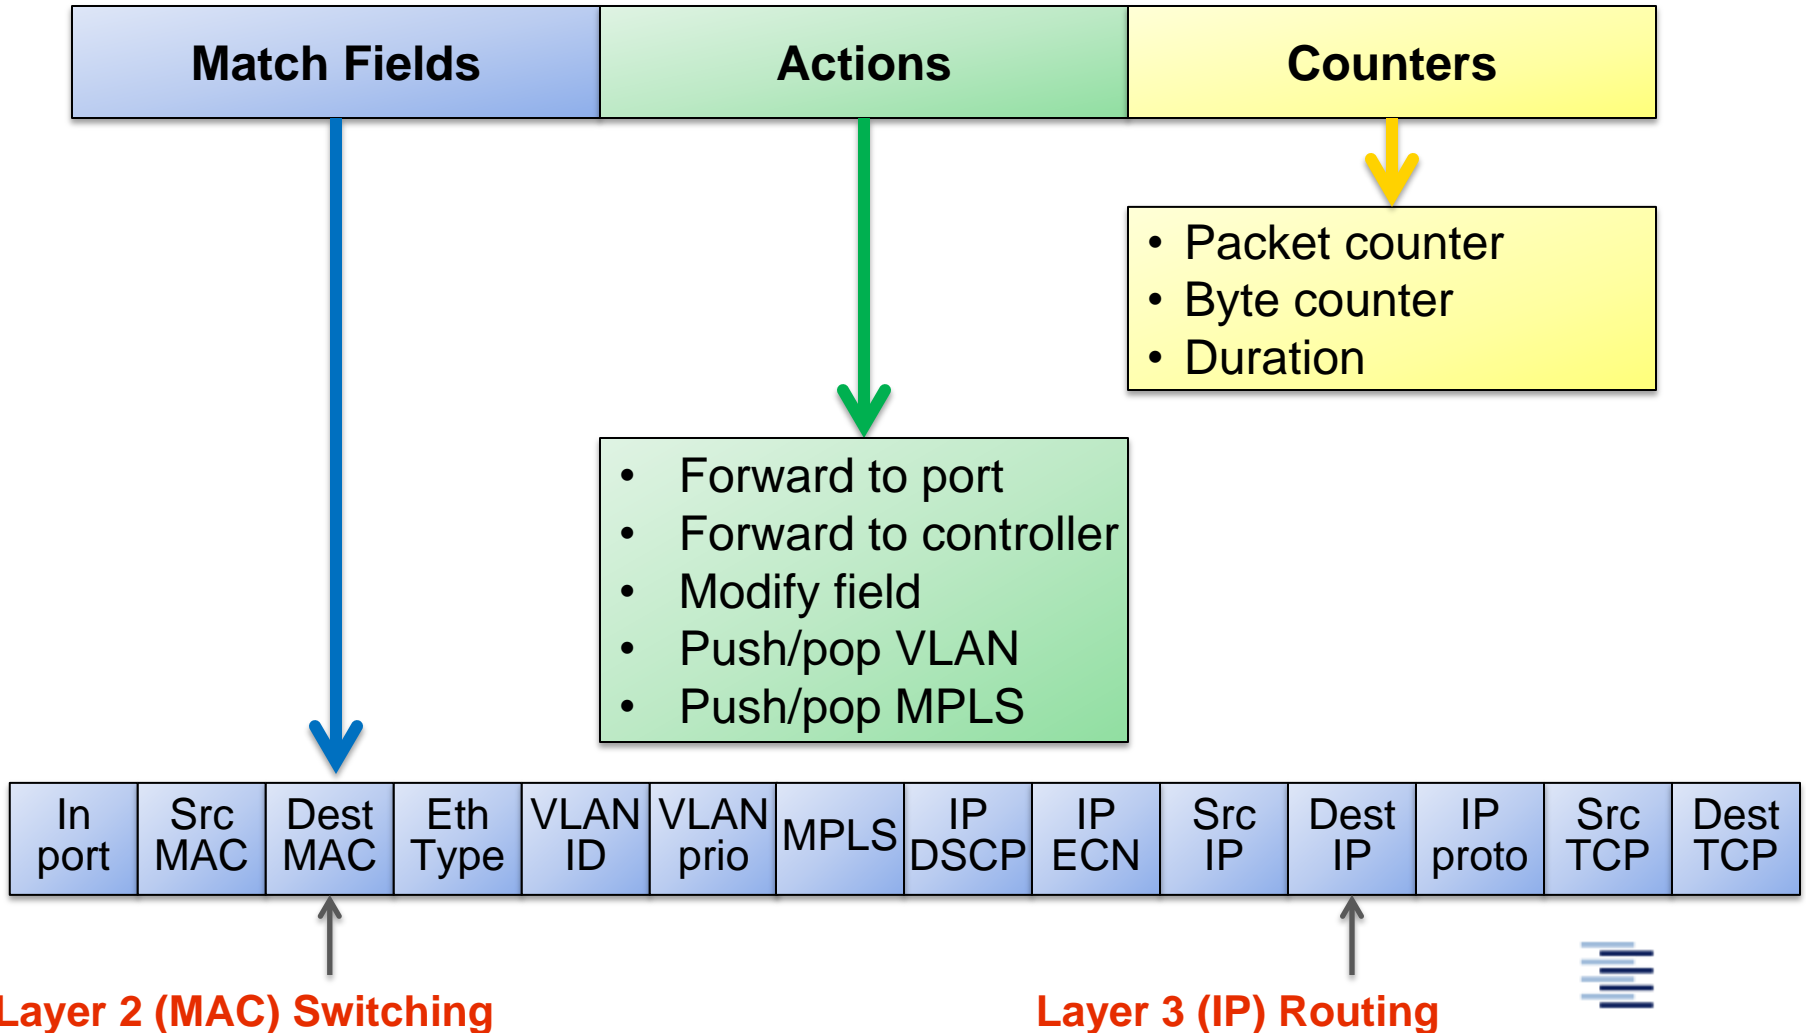 Match Fields
Actions
Counters
• Packet counter
• Byte counter
• Duration
• Forward to port
• Forward to controller
• Modify field
• Push/pop VLAN
• Push/pop MPLS
In
port
Src
MAC
Dest
MAC
Eth
Type
VLAN
ID
VLAN
prio
MPLS
IP
DSCP
IP
ECN
Src
IP
Dest
IP
IP
proto
Src
TCP
Dest
TCP
Layer 2 (MAC) Switching
Layer 3 (IP) Routing